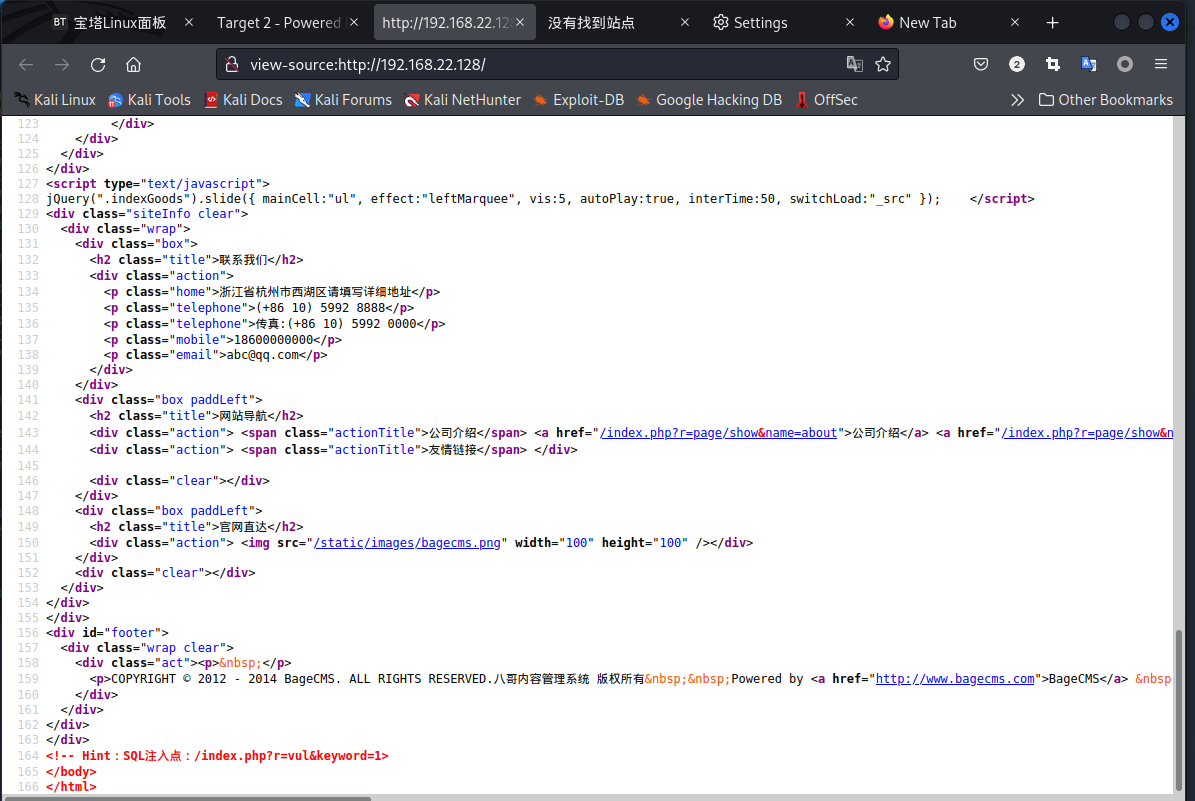 BT 宝塔Linux面板
Target 2 - Powered
http://192.168.22.12
没有找到站点
Settings
New Tab
view-source:http://192.168.22.128/
2
Kali Linux Kali Tools Kali Docs Kali Forums Kali NetHunter Exploit-DB Google Hacking DB OffSec Other Bookmarks
123 </div>
124 </div>
125 </div>
126 </div>
127 <script type="text/javascript">
128 jQuery(".indexGoods").slide({ mainCell:"ul", effect:"leftMarquee", vis:5, autoPlay:true, interTime:50, switchLoad:"_src" }); </script>
129 <div class="siteInfo clear">
130 <div class="wrap">
131 <div class="box">
132 <h2 class="title">联系我们</h2>
133 <div class="action">
134 <p class="home">浙江省杭州市西湖区请填写详细地址</p>
135 <p class="telephone">(+86 10) 5992 8888</p>
136 <p class="telephone">传真:(+86 10) 5992 0000</p>
137 <p class="mobile">18600000000</p>
138 <p class="email">abc@qq.com</p>
139 </div>
140 </div>
141 <div class="box paddLeft">
142 <h2 class="title">网站导航</h2>
143 <div class="action"> <span class="actionTitle">公司介绍</span> <a href="/index.php?r=page/show&name=about">公司介绍</a> <a href="/index.php?r=page/show&n
144 <div class="action"> <span class="actionTitle">友情链接</span> </div>
145
146 <div class="clear"></div>
147 </div>
148 <div class="box paddLeft">
149 <h2 class="title">官网直达</h2>
150 <div class="action"> <img src="/static/images/bagecms.png" width="100" height="100" /></div>
151 </div>
152 <div class="clear"></div>
153 </div>
154 </div>
155 </div>
156 <div id="footer">
157 <div class="wrap clear">
158 <div class="act"><p>&nbsp;</p>
159 <p>COPYRIGHT © 2012 - 2014 BageCMS. ALL RIGHTS RESERVED.八哥内容管理系统 版权所有&nbsp;&nbsp;Powered by <a href="http://www.bagecms.com">BageCMS</a> &nbsp
160 </div>
161 </div>
162 </div>
163 </div>
164 <!-- Hint：SQL注入点：/index.php?r=vul&keyword=1>
165 </body>
166 </html>